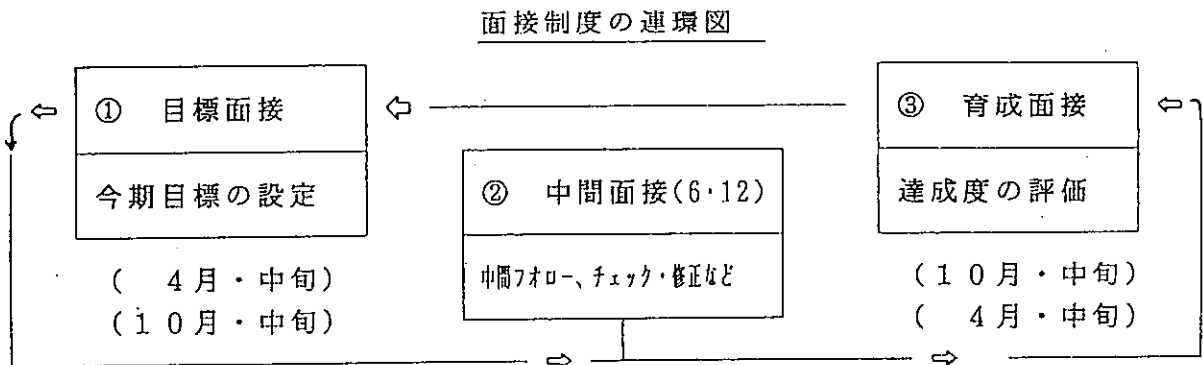 面接制度の連環図
① 目標面接
今期目標の設定
( 4月・中旬)
(10月・中旬)
② 中間面接(6・12)
中間フォロー、チェック・修正など
③ 育成面接
達成度の評価
(10月・中旬)
( 4月・中旬)